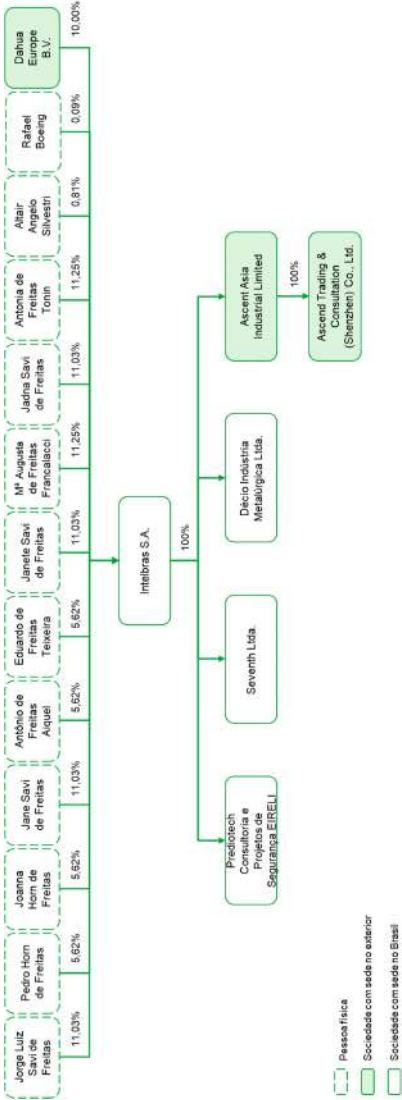 Jorge Luiz
Savi de
Freitas
11,03%
Pedro Horn
de Freitas
5,62%
Joanna
Horn de
Freitas
5,62%
Jane Savi
de Freitas
11,03%
Antônio de
Freitas
Aiquel
5,62%
Eduardo de
Freitas
Teixeira
5,62%
Janete Savi
de Freitas
11,03%
Mª Augusta
de Freitas
Francalacci
11,25%
Jadna Savi
de Freitas
11,03%
Antonia de
Freitas
Tonin
11,25%
Altair
Angelo
Silvestri
0,81%
Rafael
Boeing
0,09%
Dahua
Europe
B.V.
10,00%
Intelbras S.A.
100%
Prediotech
Consultoria e
Projetos de
Segurança EIRELI
Seventh Ltda.
Décio Indústria
Metalúrgica Ltda.
Ascent Asia
Industrial Limited
100%
Ascend Trading &
Consultation
(Shenzhen) Co., Ltd.
Pessoa física
Sociedade com sede no exterior
Sociedade com sede no Brasil